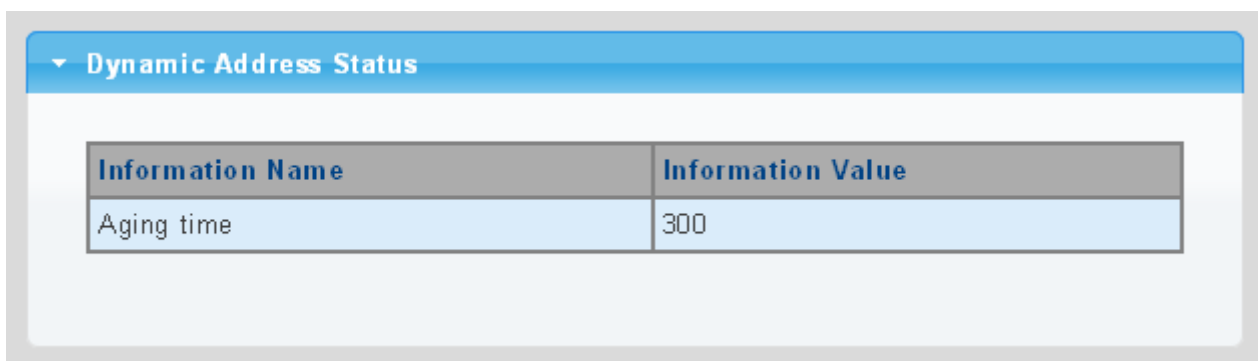 Dynamic Address Status
Information Name Information Value
Aging time 300